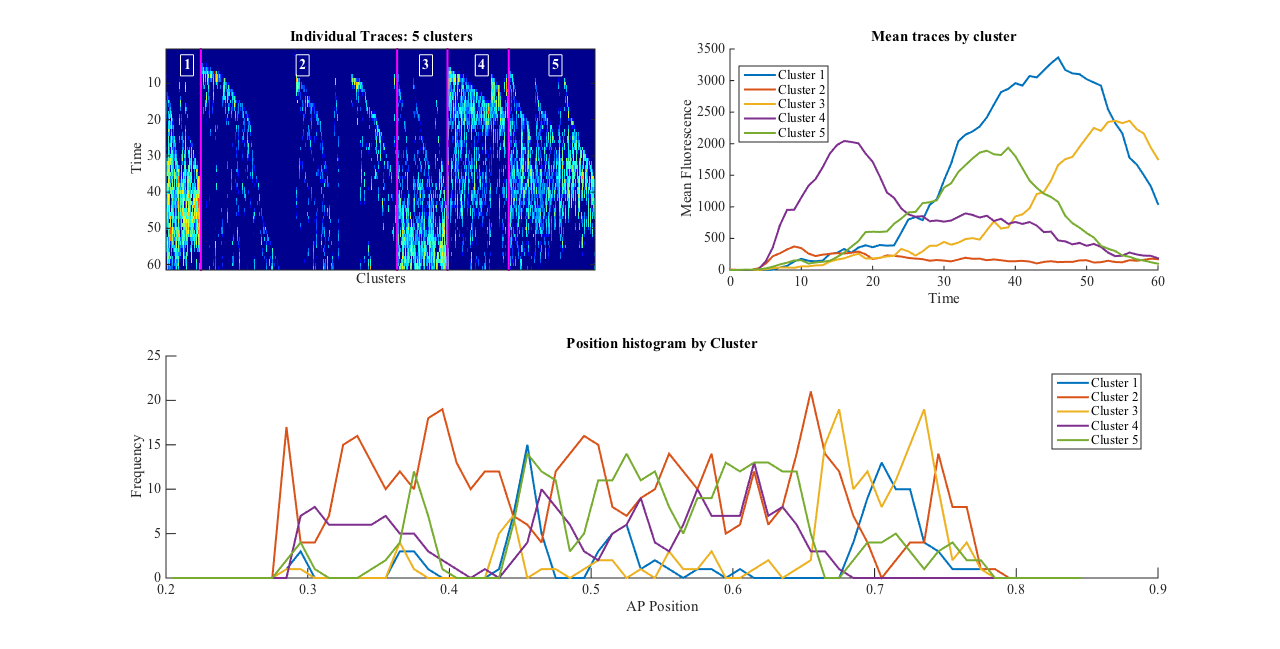 Individual Traces: 5 clusters
1 2 3 4 5
10
20
30
40
50
60
Time
Clusters
Mean traces by cluster
3500
3000
2500
2000
1500
1000
500
0
Mean Fluorescence
Cluster 1
Cluster 2
Cluster 3
Cluster 4
Cluster 5
0 10 20 30 40 50 60
Time
Position histogram by Cluster
25
20
15
10
5
0
Frequency
Cluster 1
Cluster 2
Cluster 3
Cluster 4
Cluster 5
0.2 0.3 0.4 0.5 0.6 0.7 0.8 0.9
AP Position